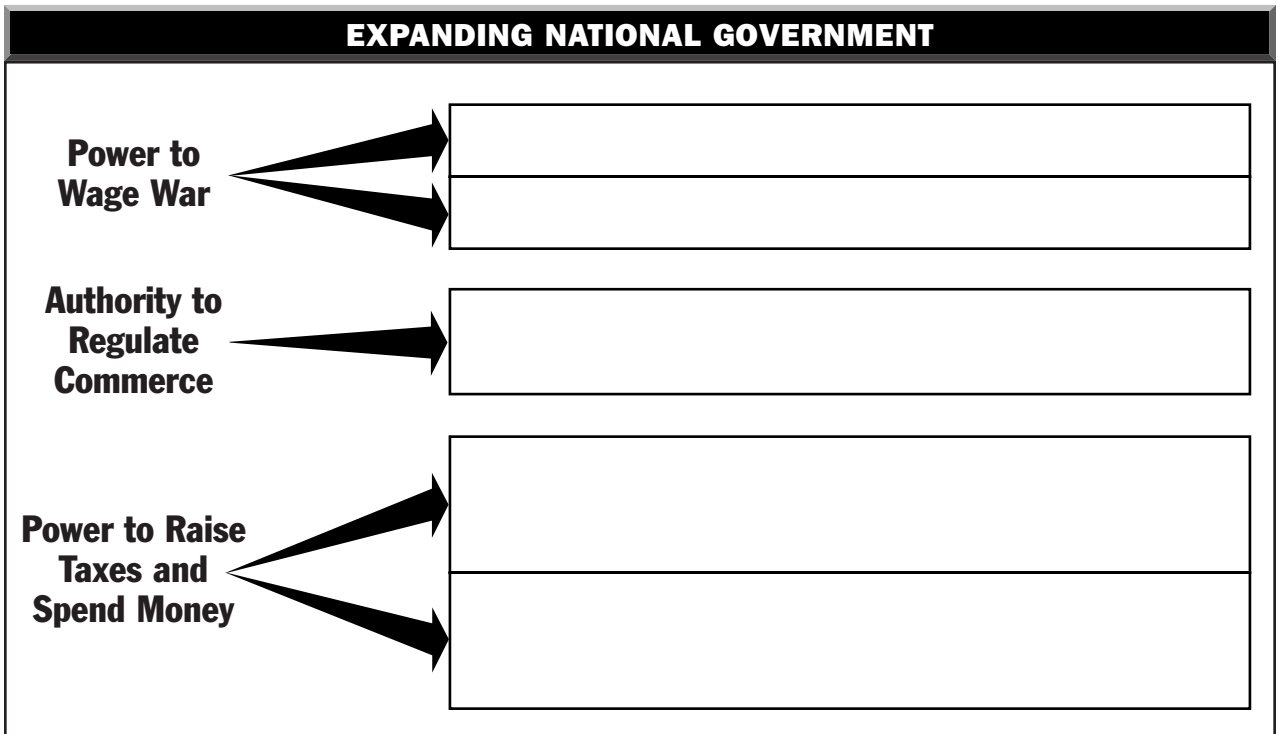 EXPANDING NATIONAL GOVERNMENT
Power to
Wage War
Authority to
Regulate
Commerce
Power to Raise
Taxes and
Spend Money